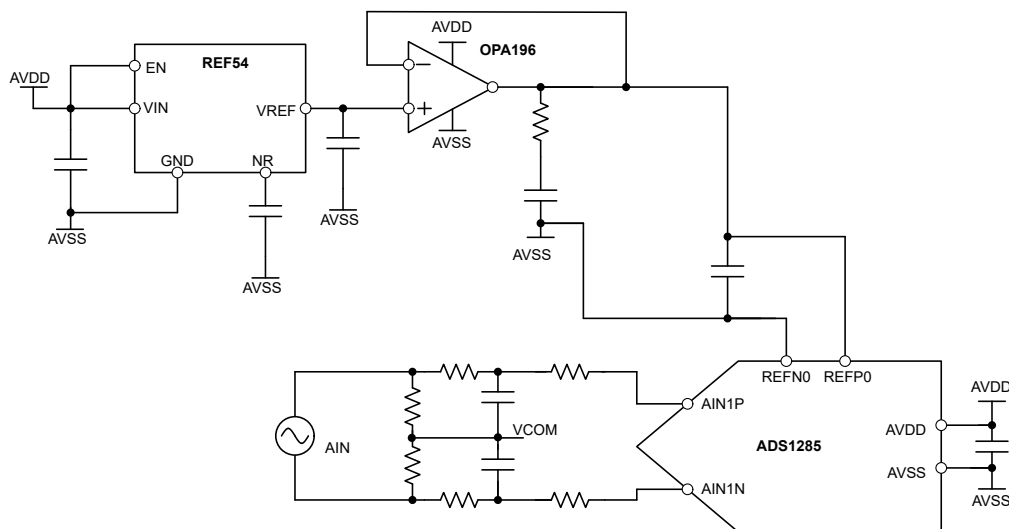 AVDD
EN
REF54
VIN
VREF
GND
NR
AVSS
AVSS
AVSS
AVDD
OPA196
−
+
AVSS
AVSS
REFN0
REFP0
AIN
VCOM
AIN1P
AIN1N
ADS1285
AVDD
AVSS
AVDD
AVSS